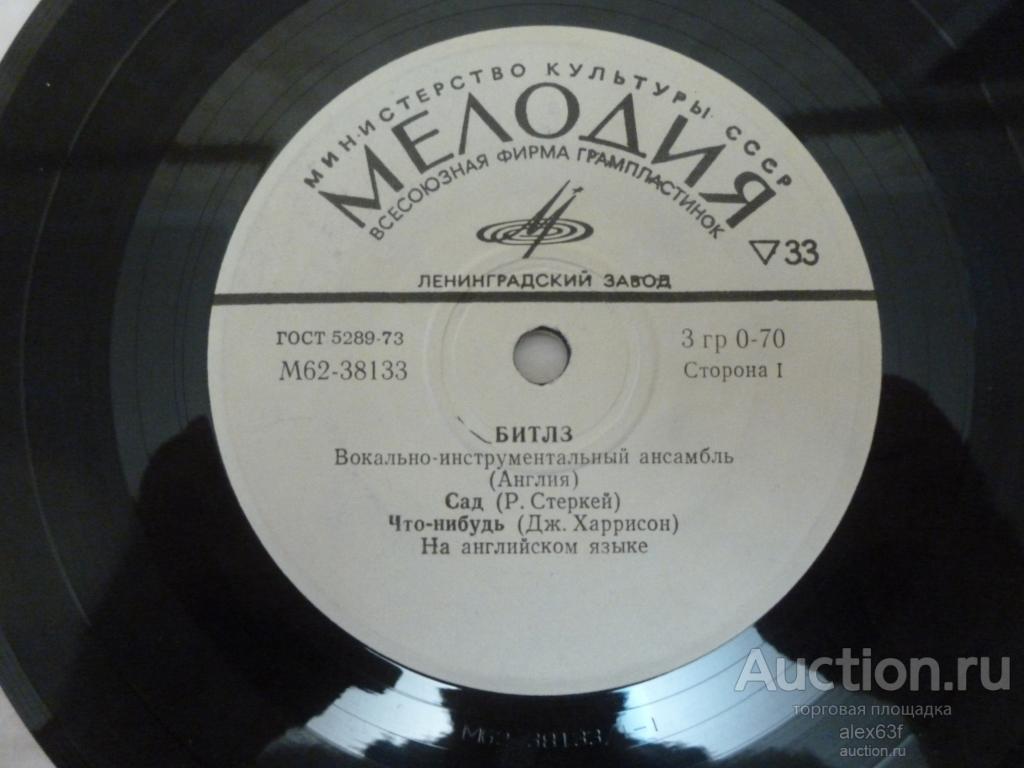 МИНИСТЕРСТВО КУЛЬТУРЫ СССР
МЕЛОДИЯ
ВСЕСОЮЗНАЯ ФИРМА ГРАМПЛАСТИНОК
▽33
ЛЕНИНГРАДСКИЙ ЗАВОД
ГОСТ 5289-73
3 гр 0-70
М62-38133
Сторона I
БИТЛЗ
Вокально-инструментальный ансамбль
(Англия)
Сад (Р. Стеркей)
Что-нибудь (Дж. Харрисон)
На английском языке
Auction.ru
торговая площадка
alex63f
auction.ru